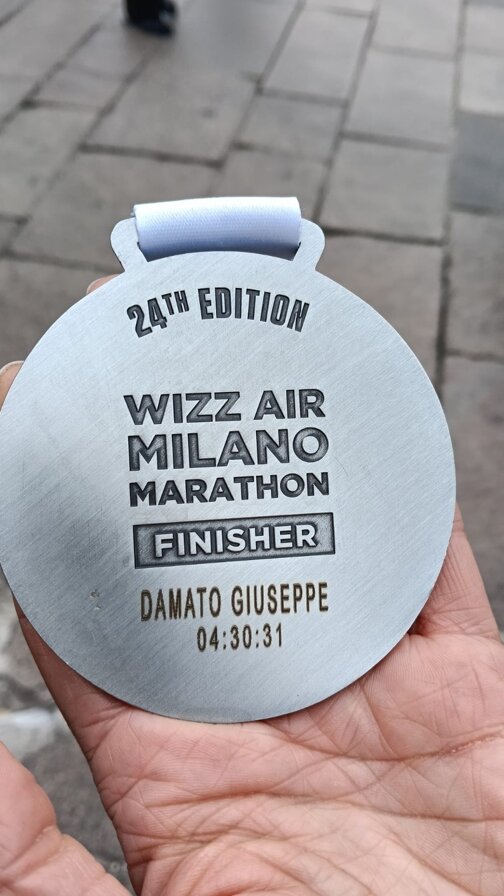 24TH EDITION
WIZZ AIR
MILANO
MARATHON
FINISHER
DAMATO GIUSEPPE
04:30:31